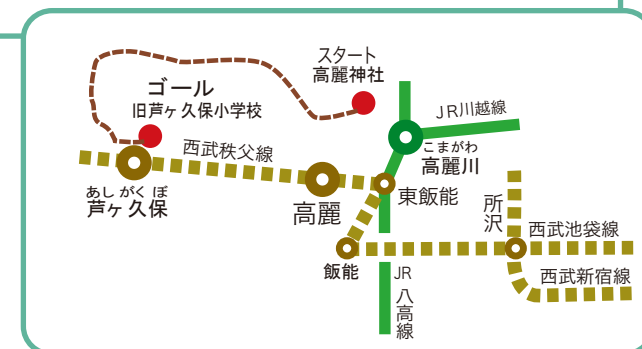 スタート
高麗神社
ゴール
旧芦ヶ久保小学校
JR川越線
こまがわ
高麗川
西武秩父線
あしがくぼ
芦ヶ久保
高麗
東飯能
所沢
西武池袋線
飯能
JR八高線
西武新宿線